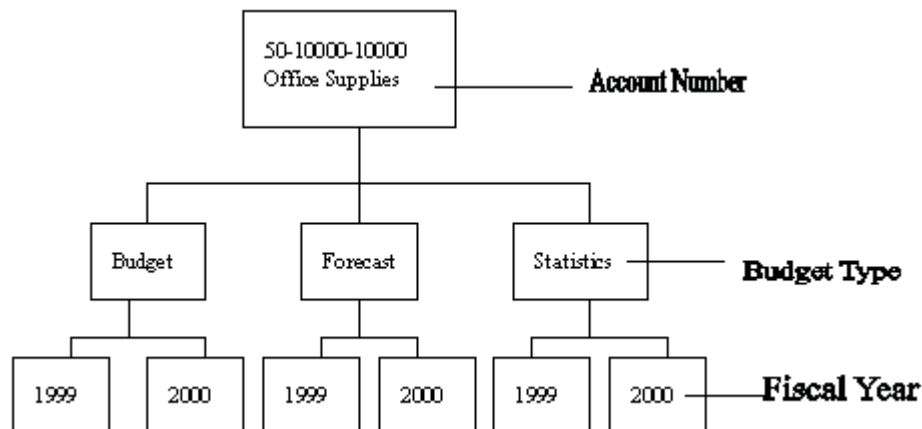 50-10000-10000
Office Supplies
Account Number
Budget
Forecast
Statistics
Budget Type
1999
2000
1999
2000
1999
2000
Fiscal Year